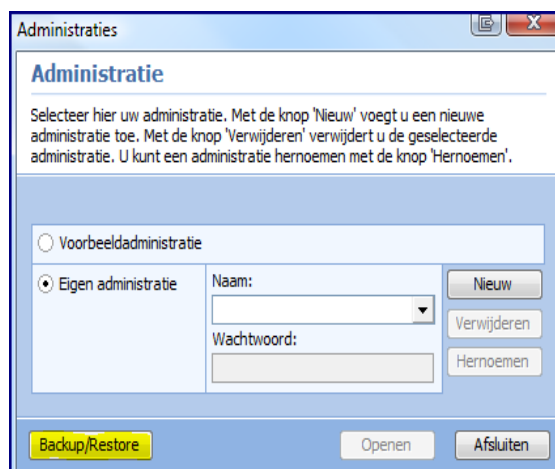 Administraties
Administratie
Selecteer hier uw administratie. Met de knop 'Nieuw' voegt u een nieuwe
administratie toe. Met de knop 'Verwijderen' verwijdert u de geselecteerde
administratie. U kunt een administratie hernoemen met de knop 'Hernoemen'.
Voorbeeldadministratie
Eigen administratie
Naam:
Wachtwoord:
Nieuw
Verwijderen
Hernoemen
Backup/Restore
Openen
Afsluiten